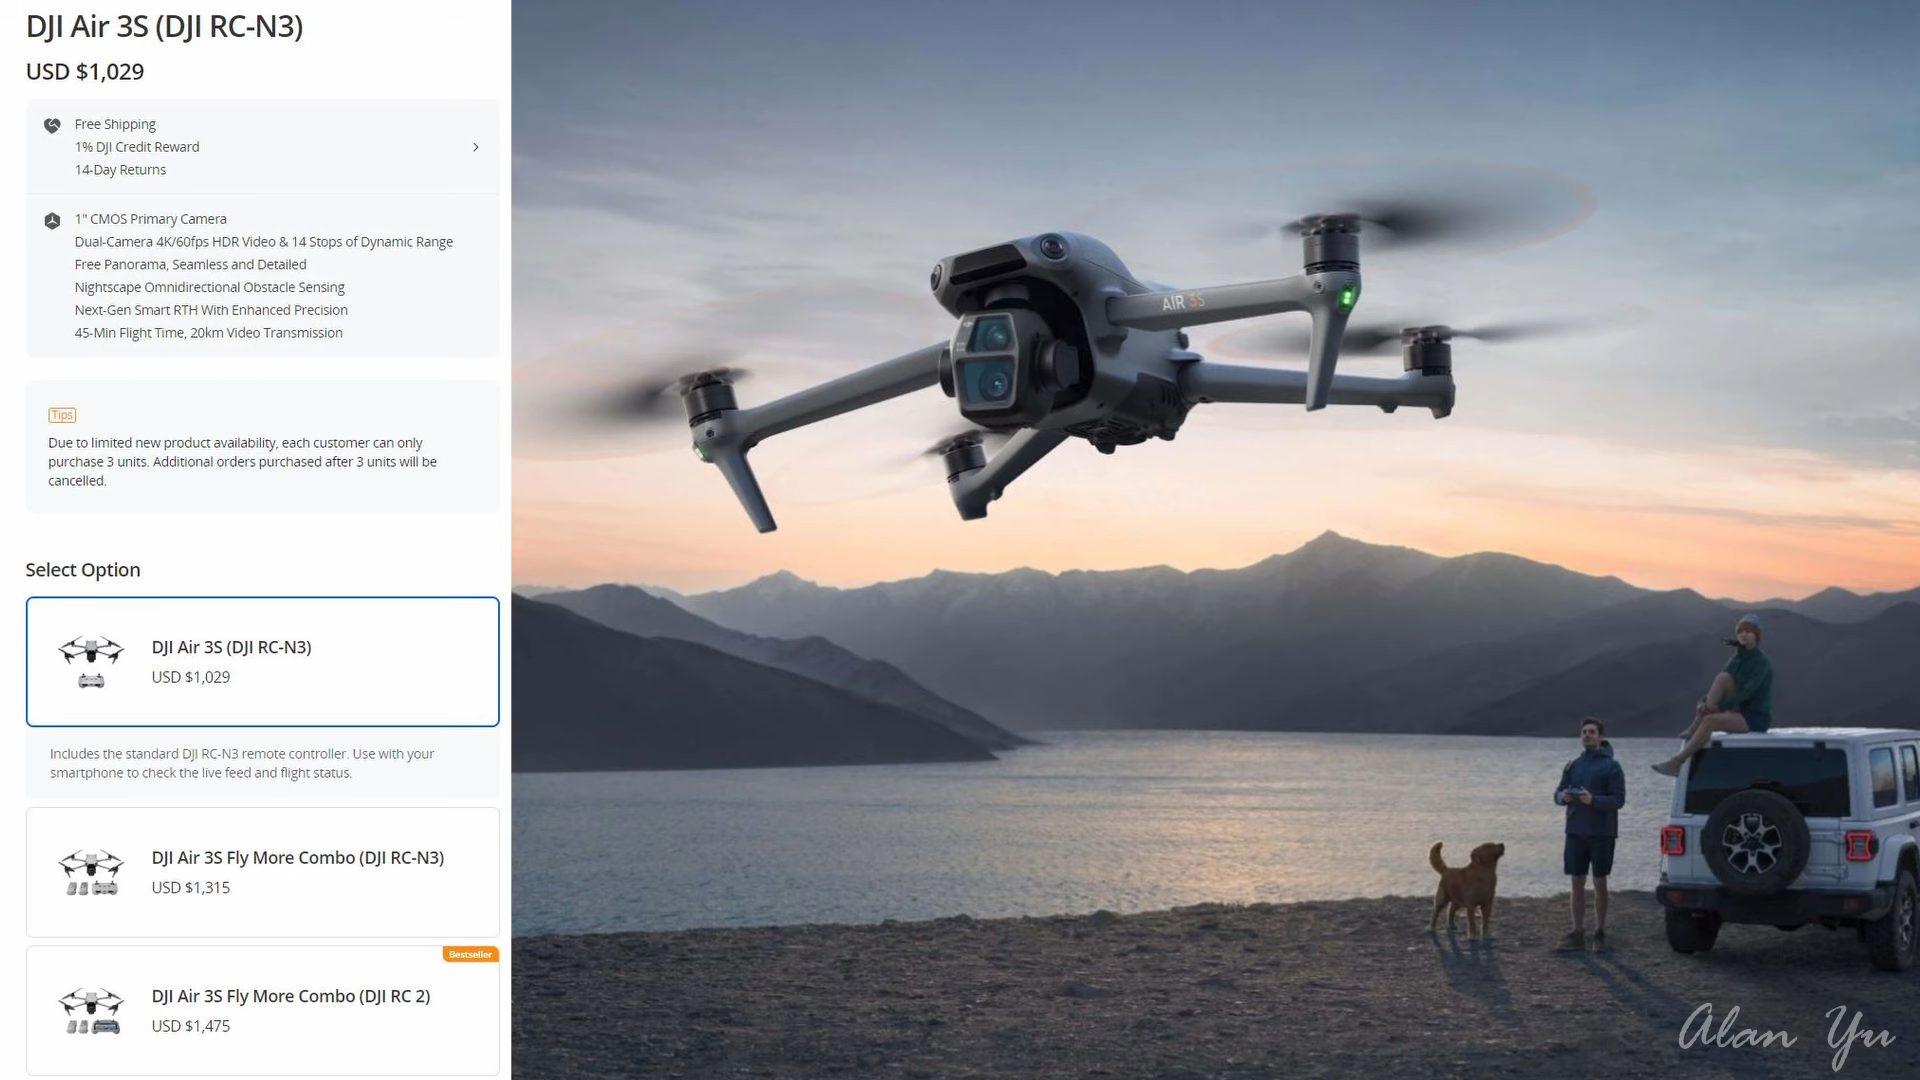 DJI Air 3S (DJI RC-N3)
USD $1,029
Free Shipping
1% DJI Credit Reward
14-Day Returns
1" CMOS Primary Camera
Dual-Camera 4K/60fps HDR Video & 14 Stops of Dynamic Range
Free Panorama, Seamless and Detailed
Nightscape Omnidirectional Obstacle Sensing
Next-Gen Smart RTH With Enhanced Precision
45-Min Flight Time, 20km Video Transmission
Tips
Due to limited new product availability, each customer can only
purchase 3 units. Additional orders purchased after 3 units will be
cancelled.
Select Option
DJI Air 3S (DJI RC-N3)
USD $1,029
Includes the standard DJI RC-N3 remote controller. Use with your
smartphone to check the live feed and flight status.
DJI Air 3S Fly More Combo (DJI RC-N3)
USD $1,315
Bestseller
DJI Air 3S Fly More Combo (DJI RC 2)
USD $1,475
AIR 3S
Alan Yu